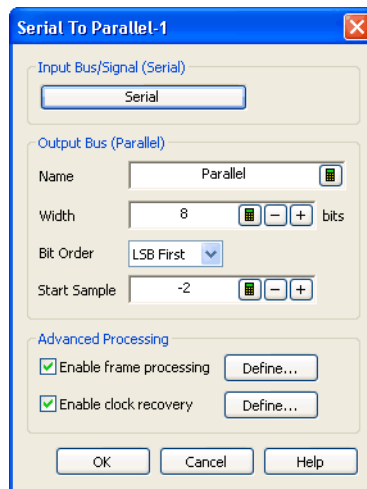 Serial To Parallel-1
Input Bus/Signal (Serial)
Serial
Output Bus (Parallel)
Name Parallel
Width 8 bits
Bit Order LSB First
Start Sample -2
Advanced Processing
Enable frame processing Define...
Enable clock recovery Define...
OK Cancel Help